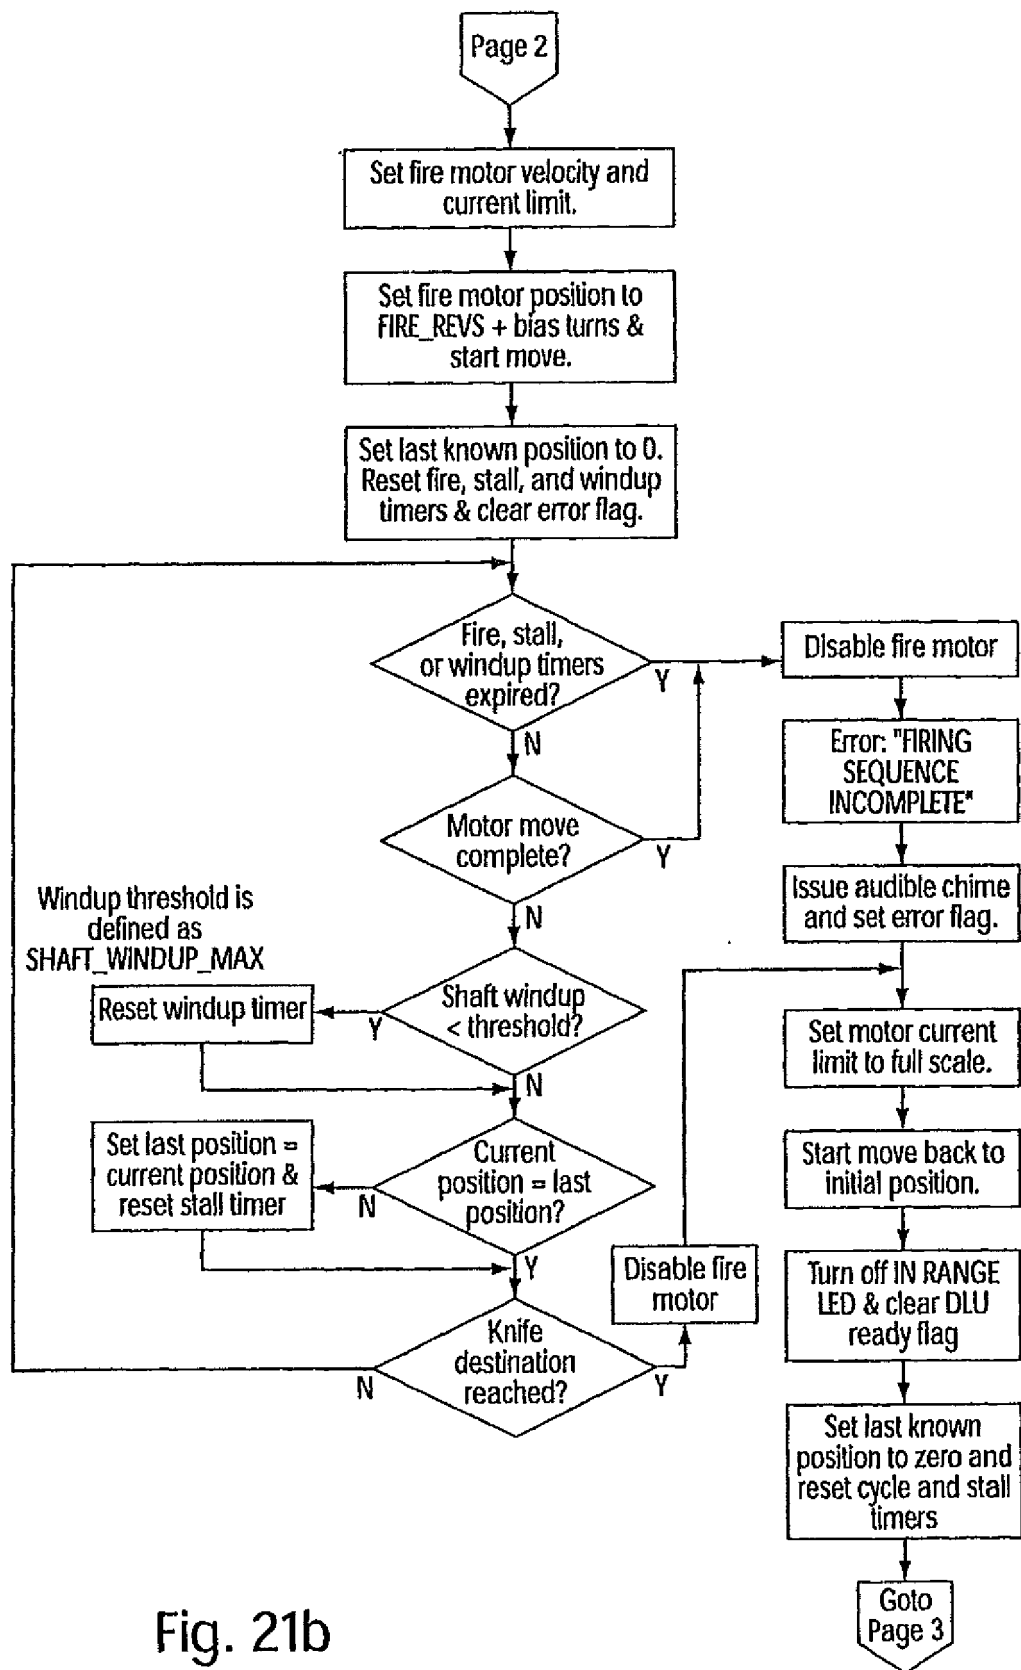 Page 2
Set fire motor velocity and
current limit.
Set fire motor position to
FIRE_REVS + bias turns &
start move.
Set last known position to 0.
Reset fire, stall, and windup
timers & clear error flag.
Fire, stall,
or windup timers
expired?
Y
N
Disable fire motor
Error: "FIRING
SEQUENCE
INCOMPLETE"
Motor move
complete?
Y
N
Issue audible chime
and set error flag.
Windup threshold is
defined as
SHAFT_WINDUP_MAX
Shaft windup
< threshold?
Y
N
Reset windup timer
Set motor current
limit to full scale.
Current
position = last
position?
N
Y
Set last position =
current position &
reset stall timer
Start move back to
initial position.
Knife
destination
reached?
N
Y
Disable fire
motor
Turn off IN RANGE
LED & clear DLU
ready flag
Set last known
position to zero and
reset cycle and stall
timers
Goto
Page 3
Fig. 21b